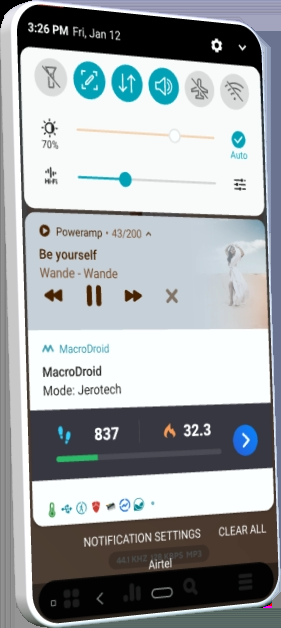 3:26 PM Fri, Jan 12
70%
Auto
Hi-Fi
Poweramp • 43/200
Be yourself
Wande - Wande
MacroDroid
MacroDroid
Mode: Jerotech
837
32.3
NOTIFICATION SETTINGS
CLEAR ALL
44.1 KHZ 128 KBPS MP3
Airtel